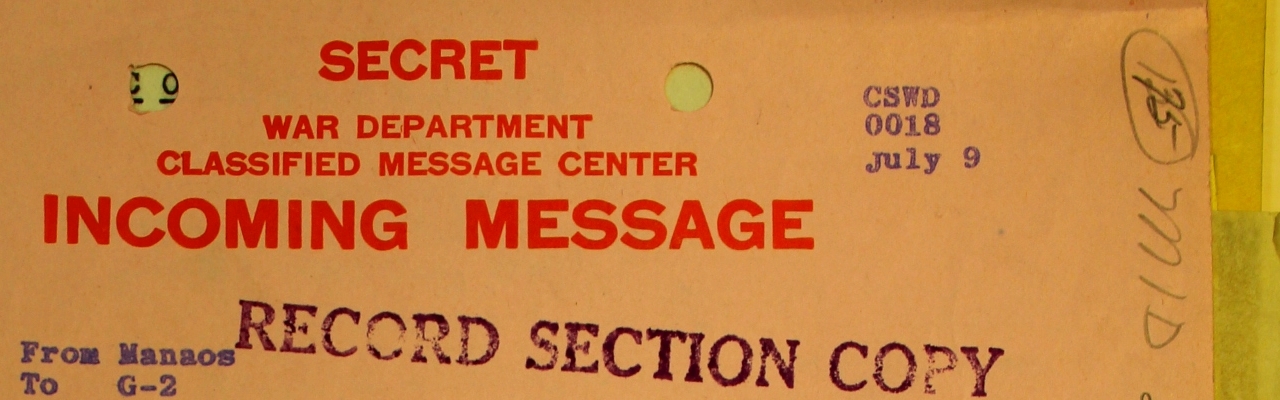 SECRET
WAR DEPARTMENT
CLASSIFIED MESSAGE CENTER
INCOMING MESSAGE
CSWD
0018
July 9
RECORD SECTION COPY
From Manaos
To G-2
175